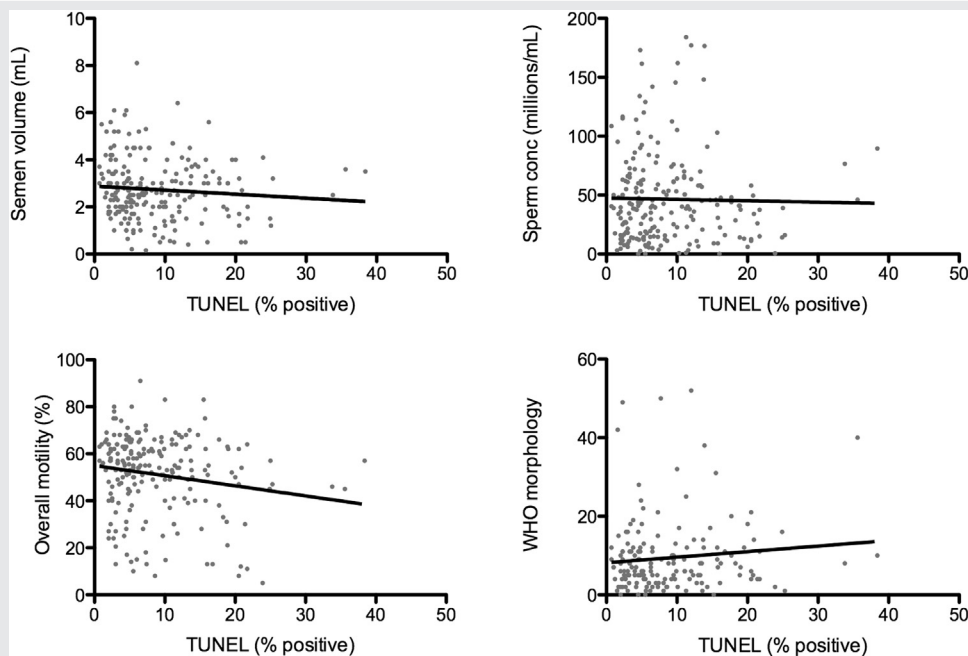 Semen volume (mL)
10
8
6
4
2
0
0 10 20 30 40 50
TUNEL (% positive)
Sperm conc (millions/mL)
200
150
100
50
0
0 10 20 30 40 50
TUNEL (% positive)
Overall motility (%)
100
80
60
40
20
0
0 10 20 30 40 50
TUNEL (% positive)
WHO morphology
60
40
20
0
0 10 20 30 40 50
TUNEL (% positive)